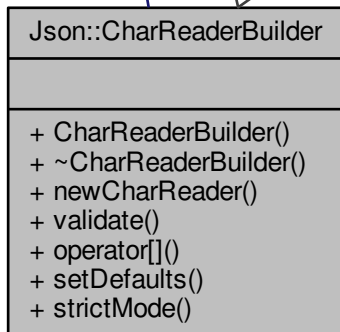 Json::CharReaderBuilder
+ CharReaderBuilder()
+ ~CharReaderBuilder()
+ newCharReader()
+ validate()
+ operator[]()
+ setDefaults()
+ strictMode()